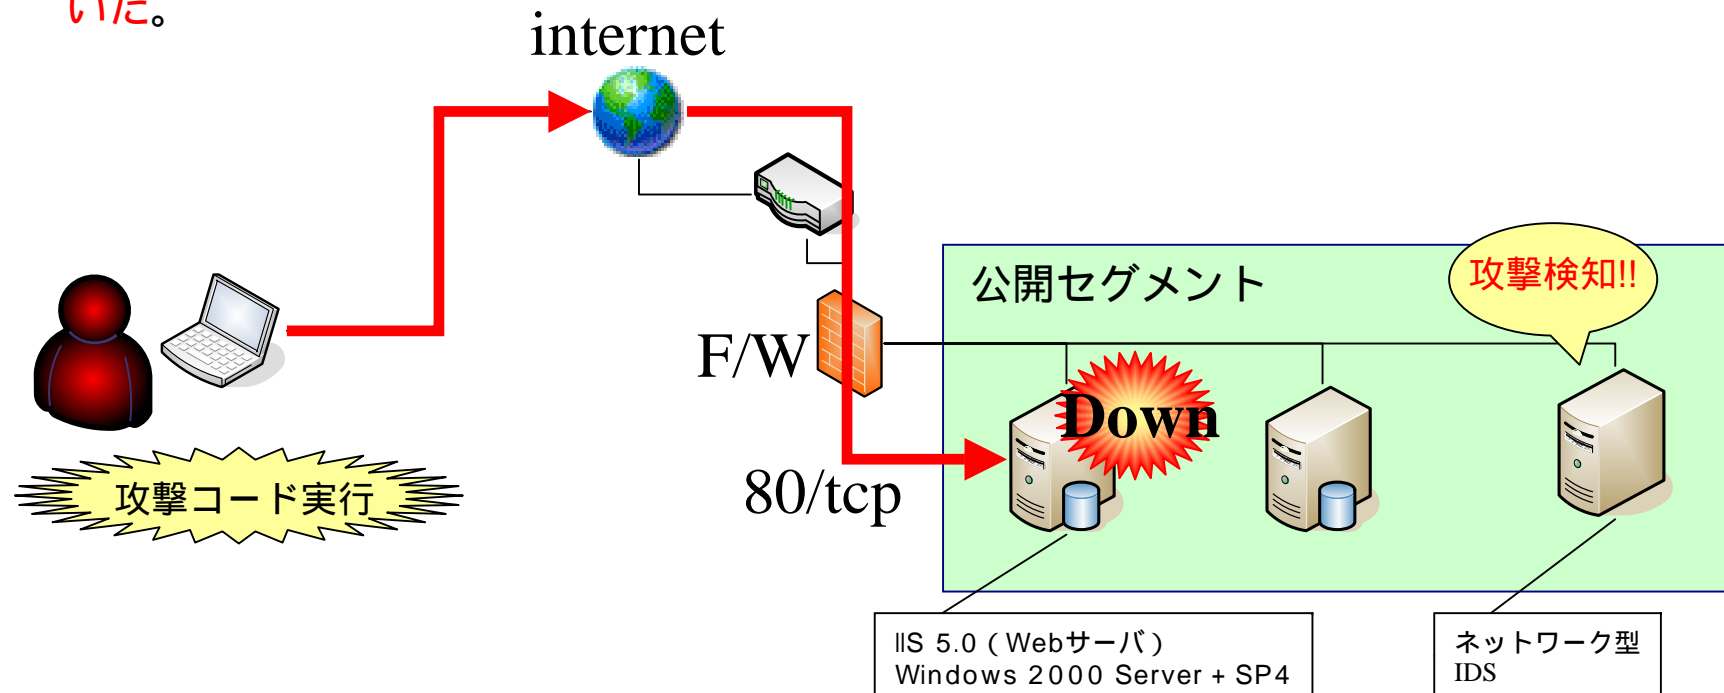 いた。
internet
公開セグメント
攻撃検知!!
F/W
Down
80/tcp
攻撃コード実行
IIS 5.0（Webサーバ）
Windows 2000 Server + SP4
ネットワーク型
IDS